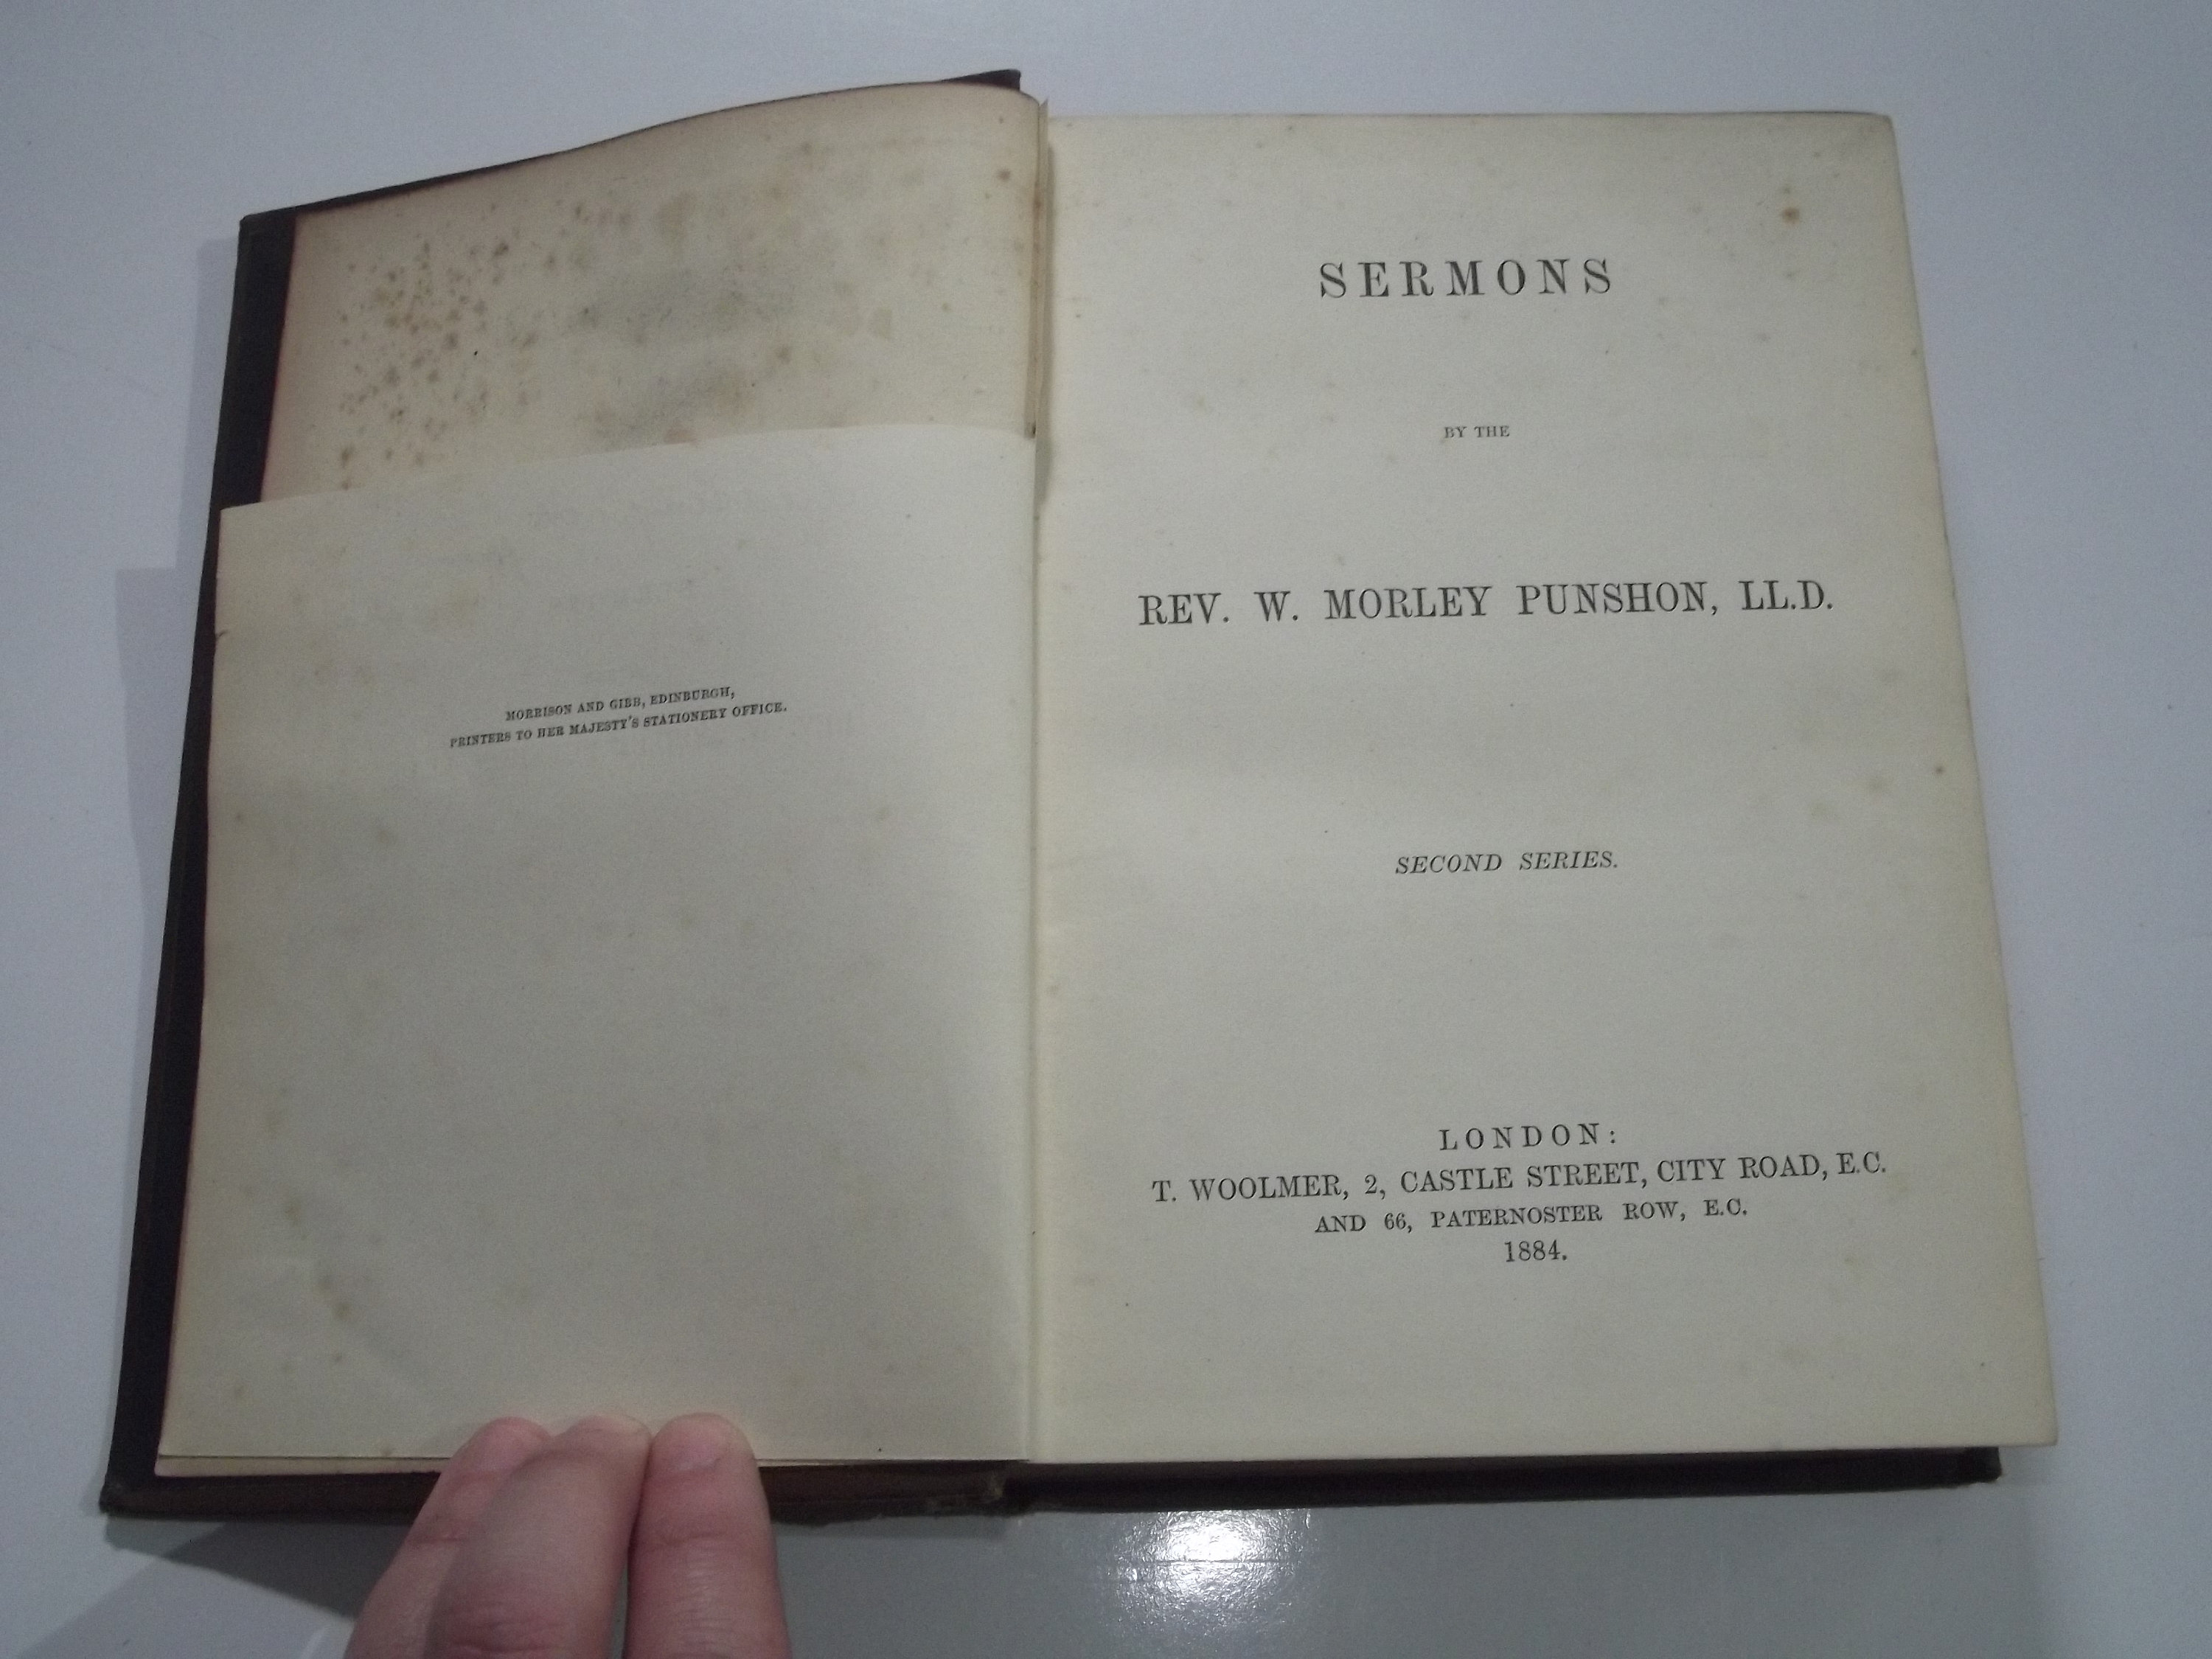 MORRISON AND GIBB, EDINBURGH,
PRINTERS TO HER MAJESTY'S STATIONERY OFFICE.
SERMONS
BY THE
REV. W. MORLEY PUNSHON, LL.D.
SECOND SERIES.
LONDON:
T. WOOLMER, 2, CASTLE STREET, CITY ROAD, E.C.
AND 66, PATERNOSTER ROW, E.C.
1884.